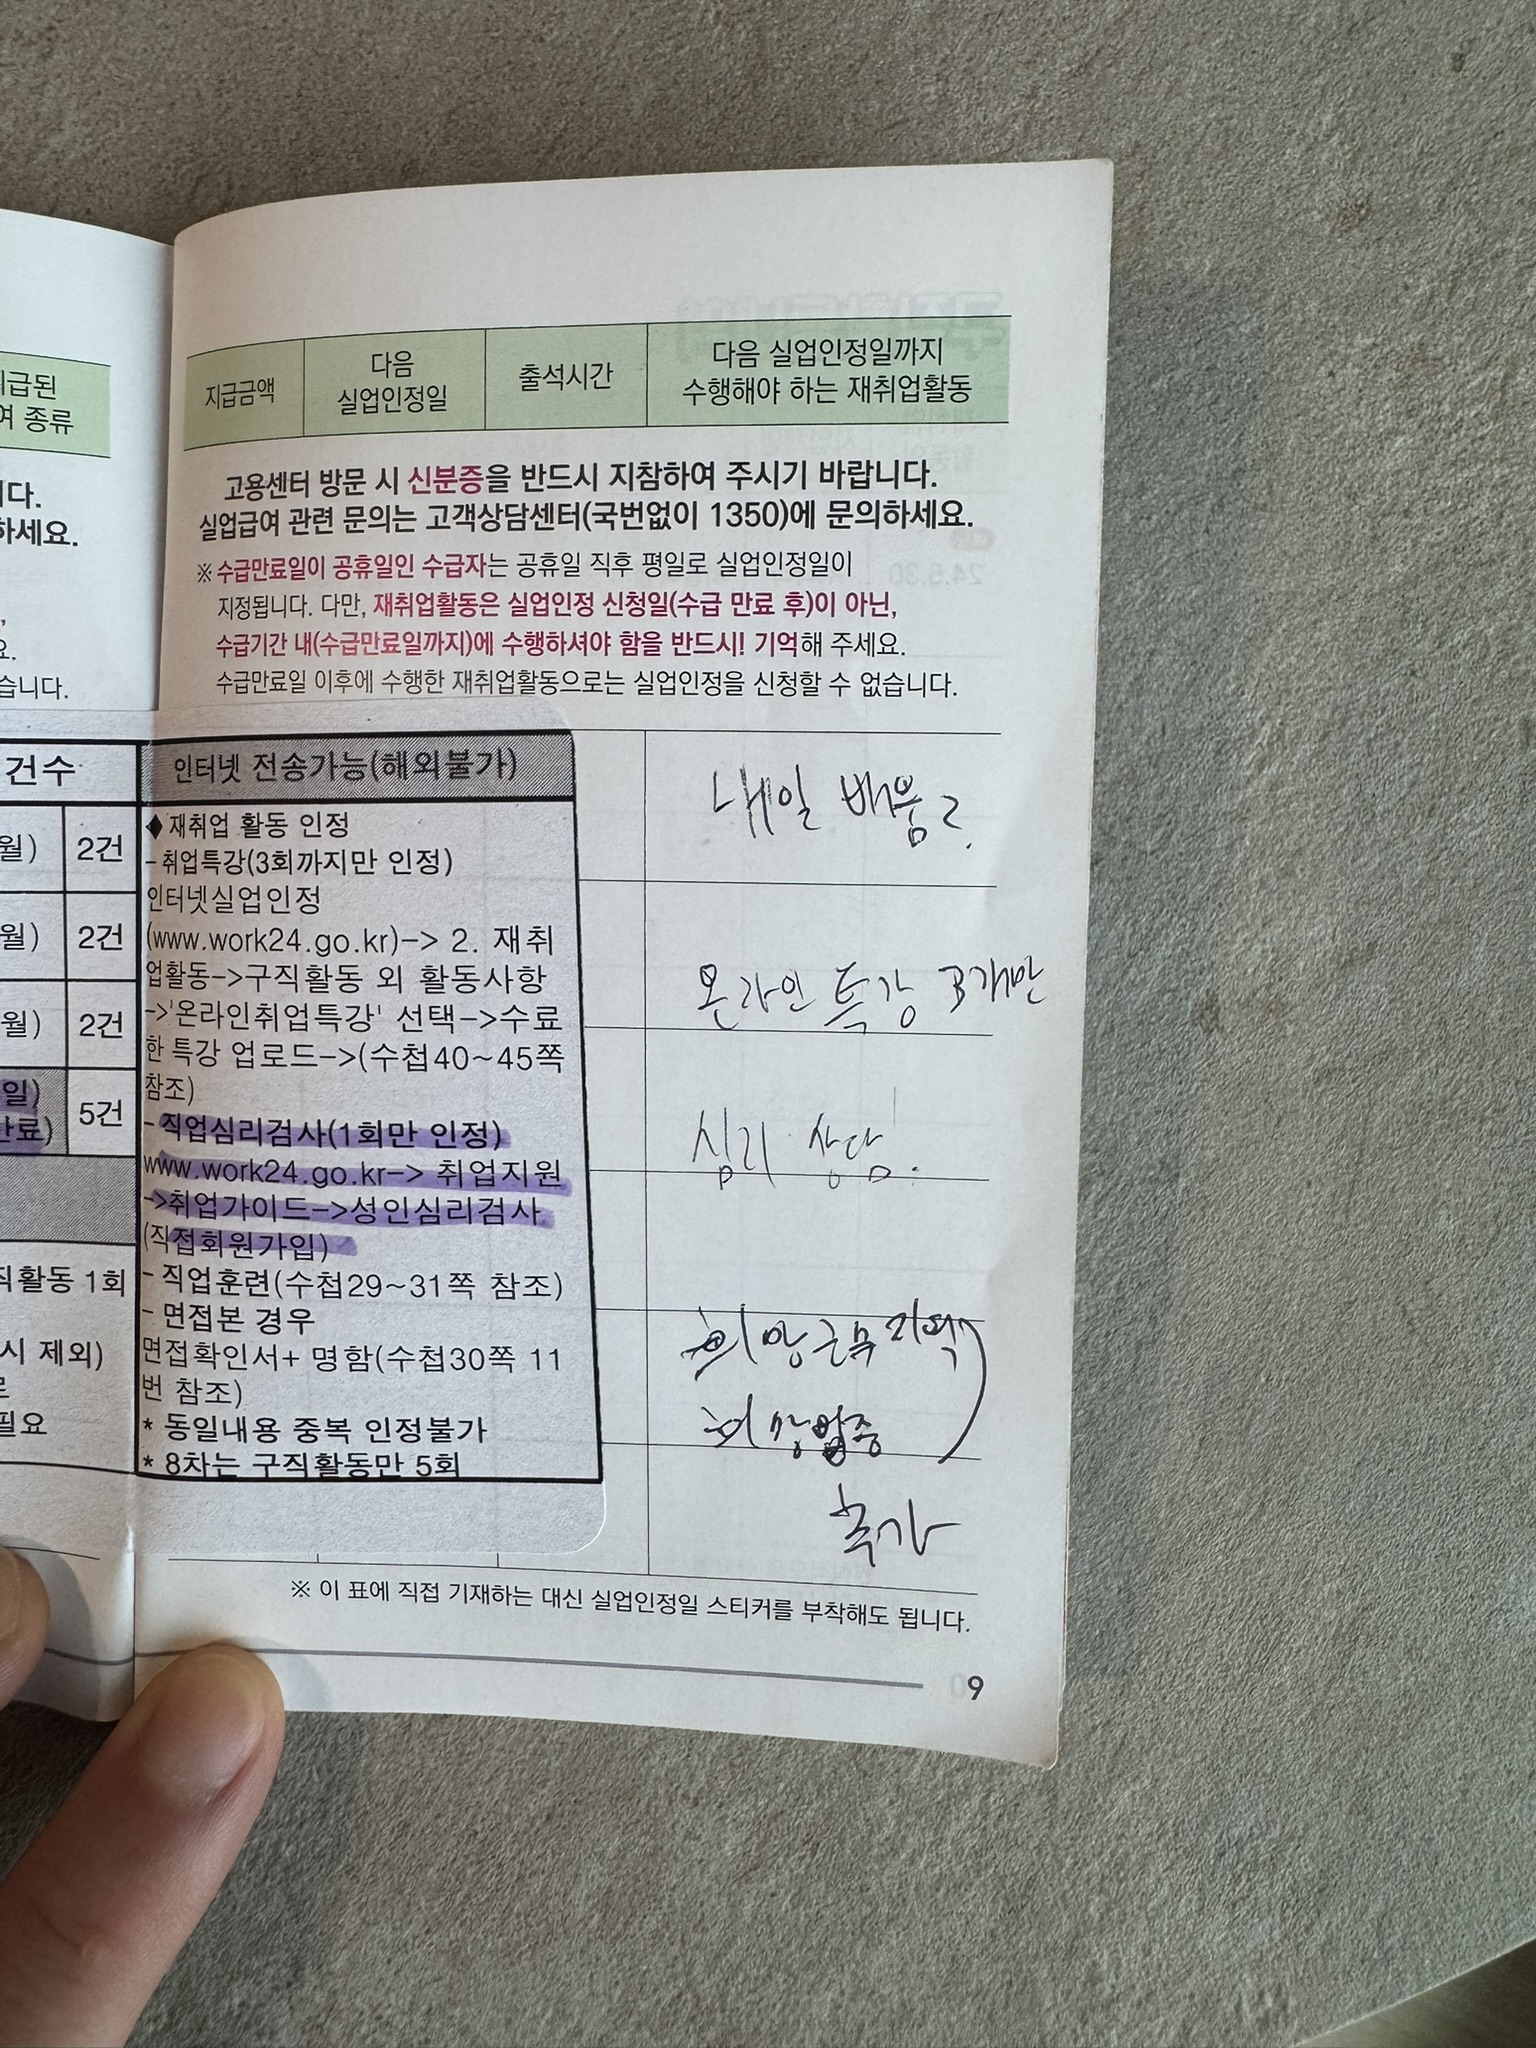 지급된
여 종류
지급금액
다음
실업인정일
출석시간
다음 실업인정일까지
수행해야 하는 재취업활동
니다.
하세요.
요.
습니다.
고용센터 방문 시 신분증을 반드시 지참하여 주시기 바랍니다.
실업급여 관련 문의는 고객상담센터(국번없이 1350)에 문의하세요.
※ 수급만료일이 공휴일인 수급자는 공휴일 직후 평일로 실업인정일이
지정됩니다. 다만, 재취업활동은 실업인정 신청일(수급 만료 후)이 아닌,
수급기간 내(수급만료일까지)에 수행하셔야 함을 반드시! 기억해 주세요.
수급만료일 이후에 수행한 재취업활동으로는 실업인정을 신청할 수 없습니다.
건수
월) 2건
월) 2건
월) 2건
일)
만료) 5건
직활동 1회
시 제외)
로
필요
인터넷 전송가능(해외불가)
◆ 재취업 활동 인정
- 취업특강(3회까지만 인정)
인터넷실업인정
(www.work24.go.kr)-> 2. 재취
업활동->구직활동 외 활동사항
->'온라인취업특강' 선택->수료
한 특강 업로드->(수첩40~45쪽
참조)
- 직업심리검사(1회만 인정)
www.work24.go.kr-> 취업지원
->취업가이드->성인심리검사
(직접회원가입)
- 직업훈련(수첩29~31쪽 참조)
- 면접본 경우
면접확인서+ 명함(수첩30쪽 11
번 참조)
* 동일내용 중복 인정불가
* 8차는 구직활동만 5회
내일 배움
온라인 특강 3개만
심리 상담.
희망근무 지역
추가
※ 이 표에 직접 기재하는 대신 실업인정일 스티커를 부착해도 됩니다.
9